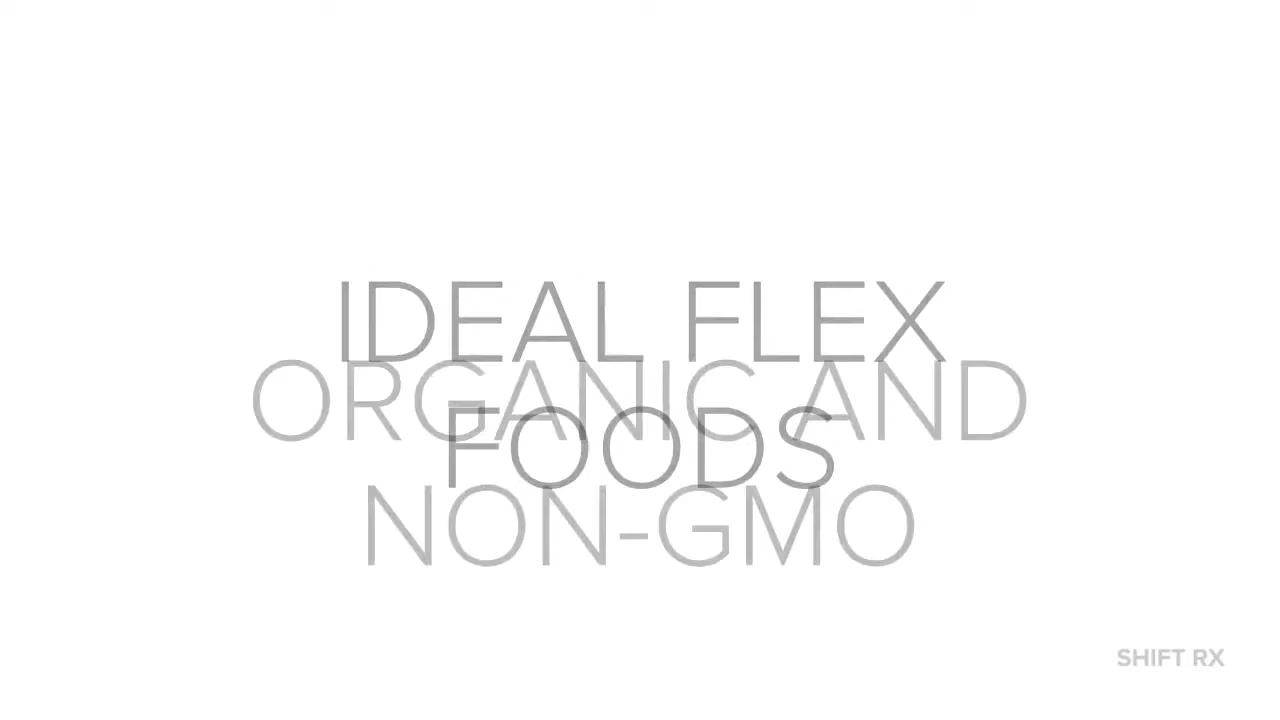 IDEAL FLEX
ORGANIC AND
FOODS
NON-GMO
SHIFT RX